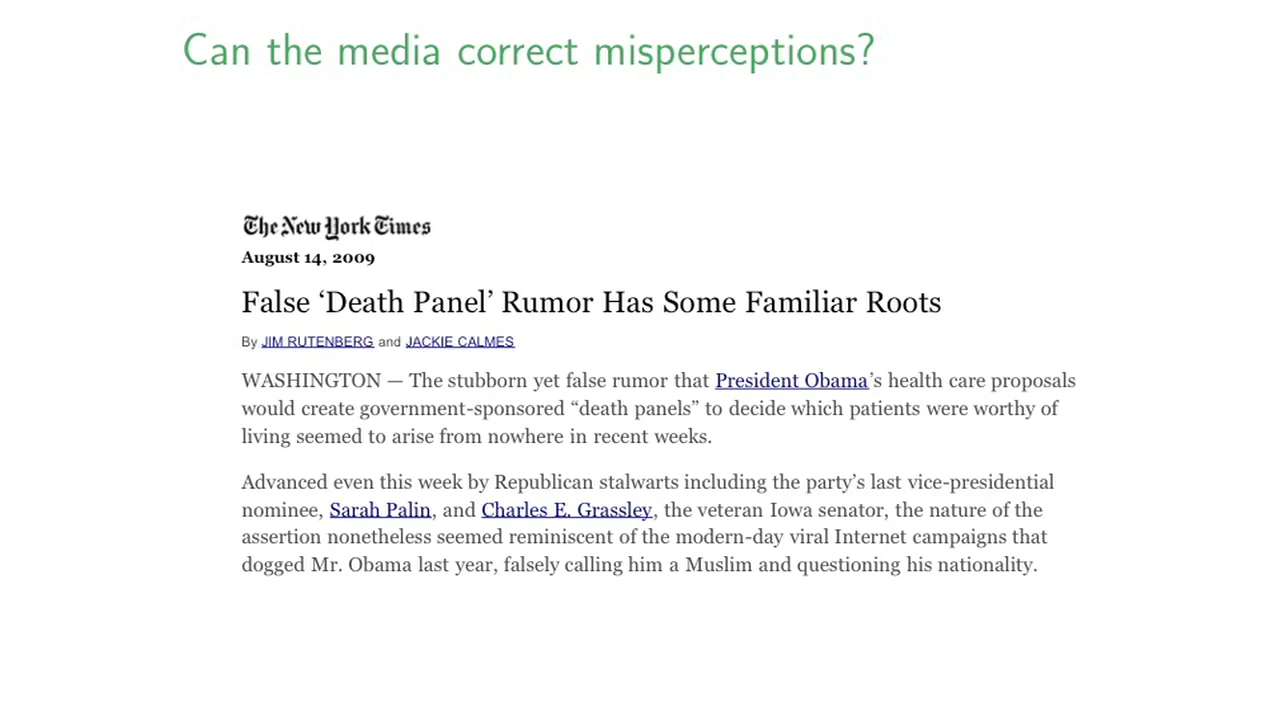 Can the media correct misperceptions?
The New York Times
August 14, 2009
False ‘Death Panel’ Rumor Has Some Familiar Roots
By JIM RUTENBERG and JACKIE CALMES
WASHINGTON — The stubborn yet false rumor that President Obama’s health care proposals
would create government-sponsored “death panels” to decide which patients were worthy of
living seemed to arise from nowhere in recent weeks.
Advanced even this week by Republican stalwarts including the party’s last vice-presidential
nominee, Sarah Palin, and Charles E. Grassley, the veteran Iowa senator, the nature of the
assertion nonetheless seemed reminiscent of the modern-day viral Internet campaigns that
dogged Mr. Obama last year, falsely calling him a Muslim and questioning his nationality.